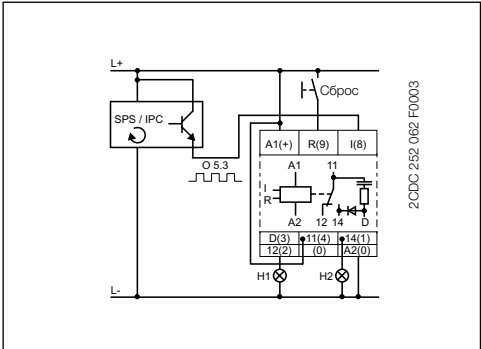 L+
Сброс
SPS / IPC
A1(+) R(9) I(8)
O 5.3
A1 11
I
R
A2 12 14 D
D(3) 11(4) 14(1)
12(2) (0) A2(0)
H1 H2
L-
2CDC 252 062 F0003